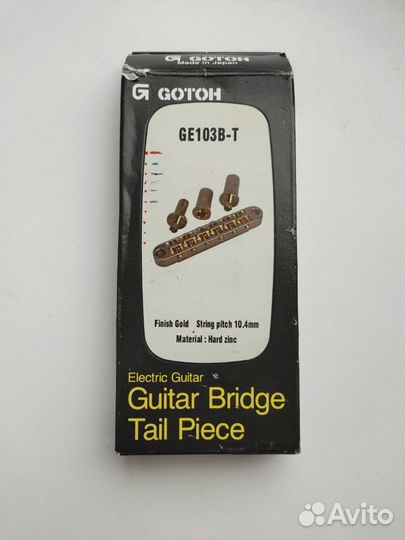 GOTOH
Made in Japan
GOTOH
GE103B-T
Finish Gold String pitch 10.4mm
Material : Hard zinc
Electric Guitar
Guitar Bridge
Tail Piece
Avito